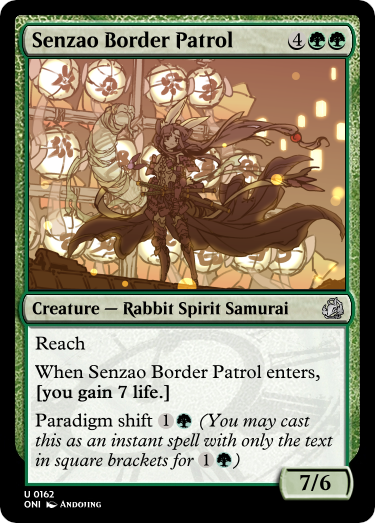 Senzao Border Patrol 4
Creature — Rabbit Spirit Samurai
Reach
When Senzao Border Patrol enters,
[you gain 7 life.]
Paradigm shift 1 (You may cast
this as an instant spell with only the text
in square brackets for 1 )
7/6
U 0162
ONI Andojing